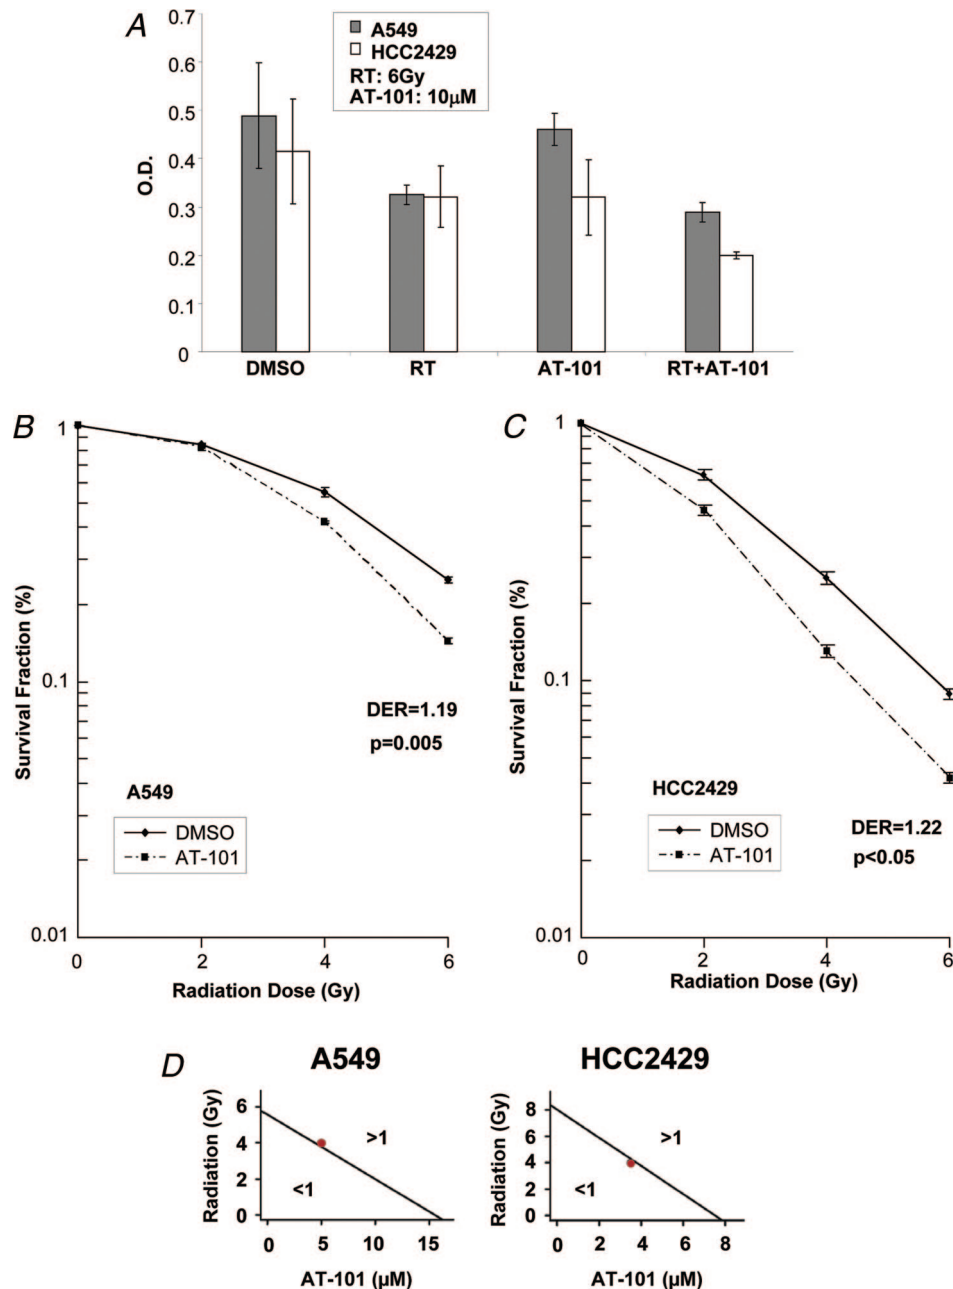 A
0.7
0.6
0.5
0.4
0.3
0.2
0.1
0
O.D.
A549
HCC2429
RT: 6Gy
AT-101: 10µM
DMSO
RT
AT-101
RT+AT-101
B
1
0.1
0.01
Survival Fraction (%)
0
2
4
6
Radiation Dose (Gy)
DER=1.19
p=0.005
A549
DMSO
AT-101
C
1
0.1
0.01
Survival Fraction (%)
0
2
4
6
Radiation Dose (Gy)
HCC2429
DMSO
AT-101
DER=1.22
p<0.05
D
A549
Radiation (Gy)
6
4
2
0
>1
<1
0
5
10
15
AT-101 (µM)
HCC2429
Radiation (Gy)
8
6
4
2
0
>1
<1
0
2
4
6
8
AT-101 (µM)